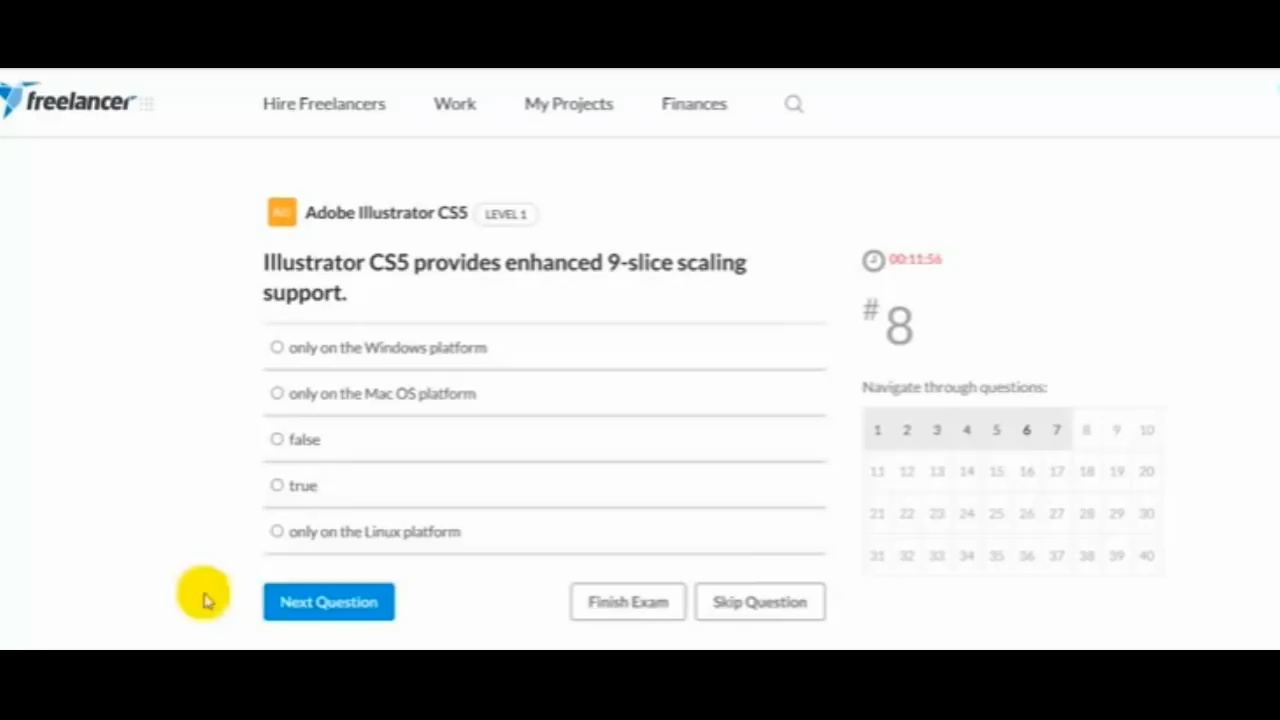 freelancer
Hire Freelancers Work My Projects Finances
Adobe Illustrator CS5 LEVEL 1
Illustrator CS5 provides enhanced 9-slice scaling
support.
only on the Windows platform
only on the Mac OS platform
false
true
only on the Linux platform
Next Question Finish Exam Skip Question
00:11:56
# 8
Navigate through questions:
1 2 3 4 5 6 7 8 9 10
11 12 13 14 15 16 17 18 19 20
21 22 23 24 25 26 27 28 29 30
31 32 33 34 35 36 37 38 39 40